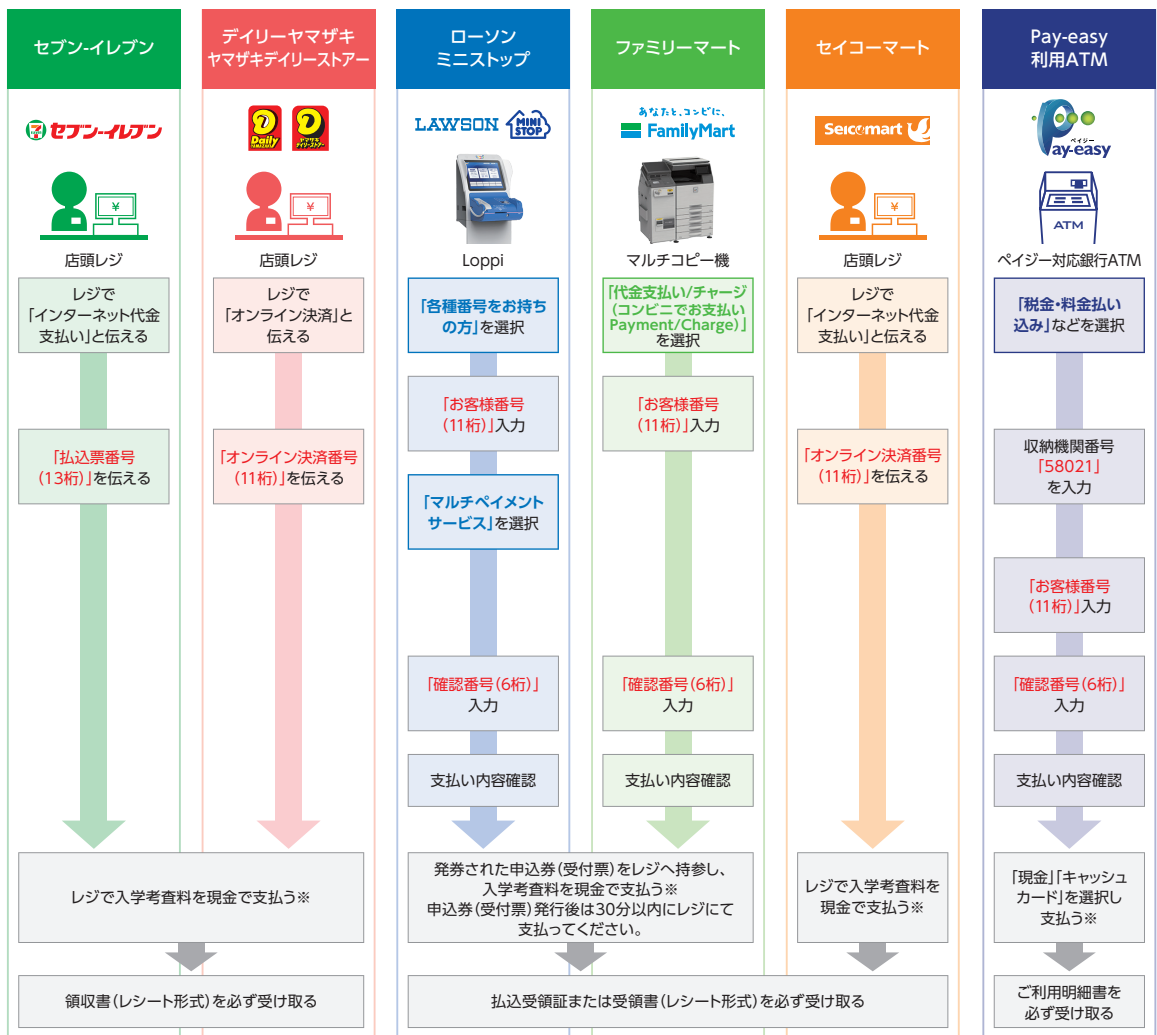 セブン-イレブン
デイリーヤマザキ
ヤマザキデイリーストアー
ローソン
ミニストップ
ファミリーマート
セイコーマート
Pay-easy
利用ATM
セブン-イレブン
Daily
YAMAZAKI
ヤマザキ
デイリーストアー
LAWSON
MINI
STOP
あなたと、コンビに、
FamilyMart
Seicomart
ペイジー
Pay-easy
¥
¥
¥
ATM
店頭レジ
店頭レジ
Loppi
マルチコピー機
店頭レジ
ペイジー対応銀行ATM
レジで
「インターネット代金
支払い」と伝える
「払込票番号
(13桁)」を伝える
レジで
「オンライン決済」と
伝える
「オンライン決済番号
(11桁)」を伝える
「各種番号をお持ち
の方」を選択
「お客様番号
(11桁)」入力
「マルチペイメント
サービス」を選択
「確認番号(6桁)」
入力
支払い内容確認
「代金支払い/チャージ
(コンビニでお支払い
Payment/Charge)」
を選択
「お客様番号
(11桁)」入力
「確認番号(6桁)」
入力
支払い内容確認
レジで
「インターネット代金
支払い」と伝える
「オンライン決済番号
(11桁)」を伝える
「税金・料金払い
込み」などを選択
収納機関番号
「58021」
を入力
「お客様番号
(11桁)」入力
「確認番号(6桁)」
入力
支払い内容確認
レジで入学考査料を現金で支払う※
発券された申込券(受付票)をレジへ持参し、
入学考査料を現金で支払う※
申込券(受付票)発行後は30分以内にレジにて
支払ってください。
レジで入学考査料を
現金で支払う※
「現金」「キャッシュ
カード」を選択し
支払う※
領収書(レシート形式)を必ず受け取る
払込受領証または受領書(レシート形式)を必ず受け取る
ご利用明細書を
必ず受け取る